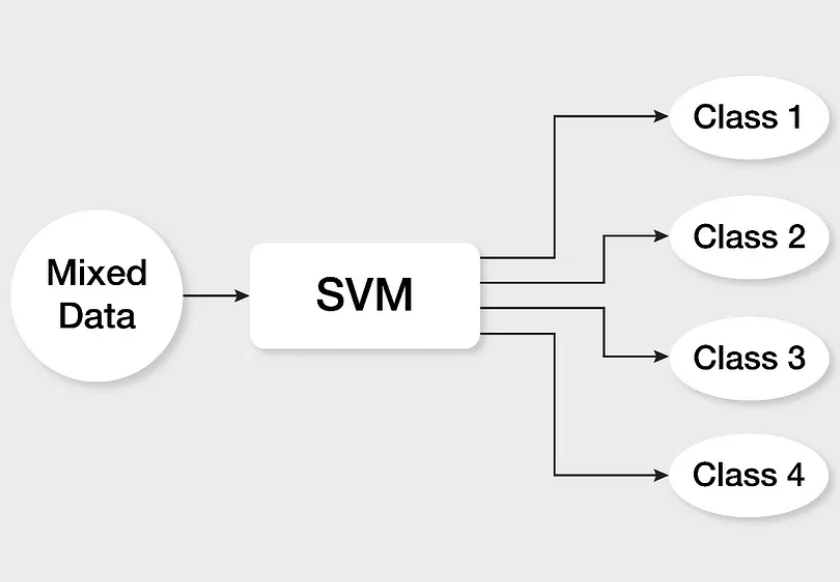 Mixed
Data
SVM
Class 1
Class 2
Class 3
Class 4